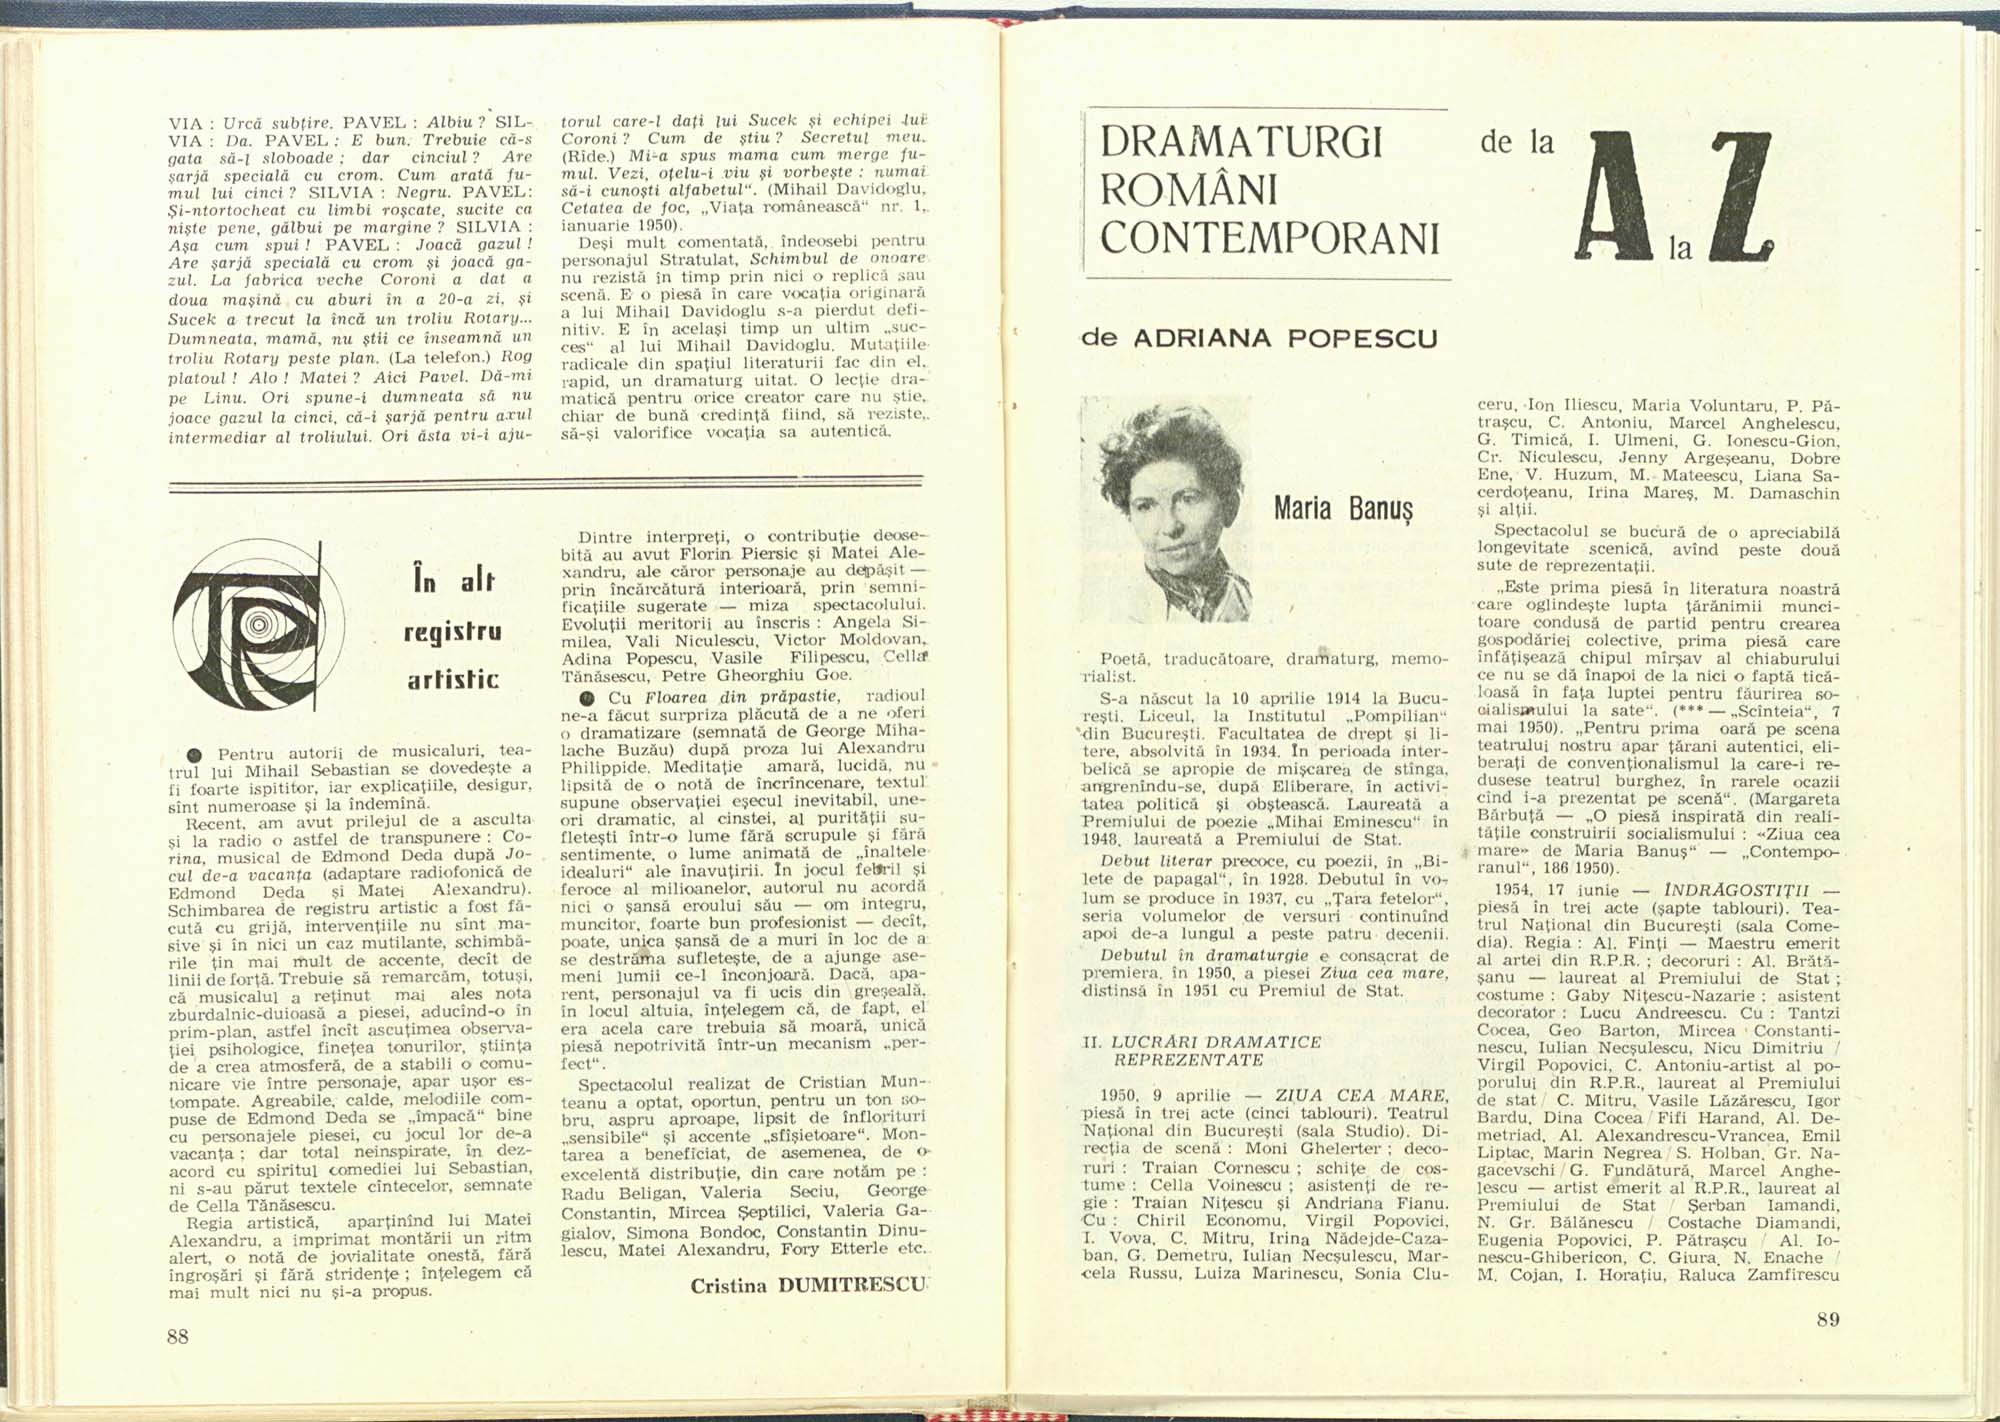 VIA : Urcă subțire. PAVEL : Albiu ? SIL-
VIA : Da. PAVEL : E bun. Trebuie că-s
gata să-l sloboade ; dar cinciul ? Are
șarjă specială cu crom. Cum arată fu-
mul lui cinci ? SILVIA : Negru. PAVEL :
Și-ntortocheat cu limbi roșcate, sucite ca
niște pene, gălbui pe margine ? SILVIA :
Așa cum spui ! PAVEL : Joacă gazul !
Are șarjă specială cu crom și joacă ga-
zul. La fabrica veche Coroni a dat a
doua mașină cu aburi în a 20-a zi, și
Sucek a trecut la încă un troliu Rotary...
Dumneata, mamă, nu știi ce înseamnă un
troliu Rotary peste plan. (La telefon.) Rog
platoul ! Alo ! Matei ? Aici Pavel. Dă-mi
pe Linu. Ori spune-i dumneata să nu
joace gazul la cinci, că-i șarjă pentru axul
intermediar al troliului. Ori ăsta vi-i aju-
torul care-l dați lui Sucek și echipei lui
Coroni ? Cum de știu ? Secretul meu.
(Rîde.) Mi-a spus mama cum merge fu-
mul. Vezi, oțelu-i viu și vorbește : numai
să-i cunoști alfabetul“. (Mihail Davidoglu,
Cetatea de foc, „Viața românească“ nr. 1,
ianuarie 1950).
Deși mult comentată, îndeosebi pentru
personajul Stratulat, Schimbul de onoare
nu rezistă în timp prin nici o replică sau
scenă. E o piesă în care vocația originară
a lui Mihail Davidoglu s-a pierdut defi-
nitiv. E în același timp un ultim „suc-
ces“ al lui Mihail Davidoglu. Mutațiile
radicale din spațiul literaturii fac din el,
rapid, un dramaturg uitat. O lecție dra-
matică pentru orice creator care nu știe,
chiar de bună credință fiind, să reziste,
să-și valorifice vocația sa autentică.
În alt
registru
artistic
● Pentru autorii de musicaluri, tea-
trul lui Mihail Sebastian se dovedește a
fi foarte ispititor, iar explicațiile, desigur,
sînt numeroase și la îndemînă.
Recent, am avut prilejul de a asculta
și la radio o astfel de transpunere : Co-
rina, musical de Edmond Deda după Jo-
cul de-a vacanța (adaptare radiofonică de
Edmond Deda și Matei Alexandru).
Schimbarea de registru artistic a fost fă-
cută cu grijă, intervențiile nu sînt ma-
sive și în nici un caz mutilante, schimbă-
rile țin mai mult de accente, decît de
linii de forță. Trebuie să remarcăm, totuși,
că musicalul a reținut mai ales nota
zburdalnic-duioasă a piesei, aducînd-o în
prim-plan, astfel încît ascuțimea observa-
ției psihologice, finețea tonurilor, știința
de a crea atmosferă, de a stabili o comu-
nicare vie între personaje, apar ușor es-
tompate. Agreabile, calde, melodiile com-
puse de Edmond Deda se „împacă“ bine
cu personajele piesei, cu jocul lor de-a
vacanța ; dar total neinspirate, în dez-
acord cu spiritul comediei lui Sebastian,
ni s-au părut textele cîntecelor, semnate
de Cella Tănăsescu.
Regia artistică, aparținînd lui Matei
Alexandru, a imprimat montării un ritm
alert, o notă de jovialitate onestă, fără
îngroșări și fără stridențe ; înțelegem că
mai mult nici nu și-a propus.
Dintre interpreți, o contribuție deose-
bită au avut Florin Piersic și Matei Ale-
xandru, ale căror personaje au depășit —
prin încărcătură interioară, prin semni-
ficațiile sugerate — miza spectacolului.
Evoluții meritorii au înscris : Angela Si-
milea, Vali Niculescu, Victor Moldovan,
Adina Popescu, Vasile Filipescu, Cella
Tănăsescu, Petre Gheorghiu Goe.
● Cu Floarea din prăpastie, radioul
ne-a făcut surpriza plăcută de a ne oferi
o dramatizare (semnată de George Miha-
lache Buzău) după proza lui Alexandru
Philippide. Meditație amară, lucidă, nu
lipsită de o notă de încrîncenare, textul
supune observației eșecul inevitabil, une-
ori dramatic, al cinstei, al purității su-
fletești într-o lume fără scrupule și fără
sentimente, o lume animată de „înaltele
idealuri“ ale înavuțirii. În jocul febril și
feroce al milioanelor, autorul nu acordă
nici o șansă eroului său — om integru,
muncitor, foarte bun profesionist — decît,
poate, unica șansă de a muri în loc de a
se destrăma sufletește, de a ajunge ase-
meni lumii ce-l înconjoară. Dacă, apa-
rent, personajul va fi ucis din greșeală,
în locul altuia, înțelegem că, de fapt, el
era acela care trebuia să moară, unică
piesă nepotrivită într-un mecanism „per-
fect“.
Spectacolul realizat de Cristian Mun-
teanu a optat, oportun, pentru un ton so-
bru, aspru aproape, lipsit de înflorituri
„sensibile“ și accente „sfîșietoare“. Mon-
tarea a beneficiat, de asemenea, de o
excelentă distribuție, din care notăm pe :
Radu Beligan, Valeria Seciu, George
Constantin, Mircea Șeptilici, Valeria Ga-
gialov, Simona Bondoc, Constantin Dinu-
lescu, Matei Alexandru, Fory Etterle etc.
Cristina DUMITRESCU
88
DRAMATURGI
ROMÂNI
CONTEMPORANI
de la A la Z
de ADRIANA POPESCU
Maria Banuș
Poetă, traducătoare, dramaturg, memo-
rialist.
S-a născut la 10 aprilie 1914 la Bucu-
rești. Liceul, la Institutul „Pompilian“
din București. Facultatea de drept și li-
tere, absolvită în 1934. În perioada inter-
belică se apropie de mișcarea de stînga,
angrenîndu-se, după Eliberare, în activi-
tatea politică și obștească. Laureată a
Premiului de poezie „Mihai Eminescu“ în
1948, laureată a Premiului de Stat.
Debut literar precoce, cu poezii, în „Bi-
lete de papagal“, în 1928. Debutul în vo-
lum se produce în 1937, cu „Țara fetelor“,
seria volumelor de versuri continuînd
apoi de-a lungul a peste patru decenii.
Debutul în dramaturgie e consacrat de
premiera, în 1950, a piesei Ziua cea mare,
distinsă în 1951 cu Premiul de Stat.
II. LUCRĂRI DRAMATICE
REPREZENTATE
1950, 9 aprilie — ZIUA CEA MARE,
piesă în trei acte (cinci tablouri). Teatrul
Național din București (sala Studio). Di-
recția de scenă : Moni Ghelerter ; deco-
ruri : Traian Cornescu ; schițe de cos-
tume : Cella Voinescu ; asistenți de re-
gie : Traian Nițescu și Andriana Fianu.
Cu : Chiril Economu, Virgil Popovici,
I. Vova, C. Mitru, Irina Nădejde-Caza-
ban, G. Demetru, Iulian Necșulescu, Mar-
cela Russu, Luiza Marinescu, Sonia Clu-
ceru, Ion Iliescu, Maria Voluntaru, P. Pă-
trașcu, C. Antoniu, Marcel Anghelescu,
G. Timică, I. Ulmeni, G. Ionescu-Gion,
Cr. Niculescu, Jenny Argeșeanu, Dobre
Ene, V. Huzum, M. Mateescu, Liana Sa-
cerdoțeanu, Irina Mareș, M. Damaschin
și alții.
Spectacolul se bucură de o apreciabilă
longevitate scenică, avînd peste două
sute de reprezentații.
„Este prima piesă în literatura noastră
care oglindește lupta țărănimii munci-
toare condusă de partid pentru crearea
gospodăriei colective, prima piesă care
înfățișează chipul mîrșav al chiaburului
ce nu se dă înapoi de la nici o faptă tică-
loasă în fața luptei pentru făurirea so-
cialismului la sate“. (*** — „Scînteia“, 7
mai 1950). „Pentru prima oară pe scena
teatrului nostru apar țărani autentici, eli-
berați de convenționalismul la care-i re-
dusese teatrul burghez, în rarele ocazii
cînd i-a prezentat pe scenă“. (Margareta
Bărbuță — „O piesă inspirată din reali-
tățile construirii socialismului : «Ziua cea
mare» de Maria Banuș“ — „Contempo-
ranul“, 186 1950).
1954, 17 iunie — ÎNDRĂGOSTIȚII —
piesă în trei acte (șapte tablouri). Tea-
trul Național din București (sala Come-
dia). Regia : Al. Finți — Maestru emerit
al artei din R.P.R. ; decoruri : Al. Brătă-
șanu — laureat al Premiului de Stat ;
costume : Gaby Nițescu-Nazarie ; asistent
decorator : Lucu Andreescu. Cu : Tantzi
Cocea, Geo Barton, Mircea Constanti-
nescu, Iulian Necșulescu, Nicu Dimitriu /
Virgil Popovici, C. Antoniu-artist al po-
porului din R.P.R., laureat al Premiului
de stat / C. Mitru, Vasile Lăzărescu, Igor
Bardu, Dina Cocea / Fifi Harand, Al. De-
metriad, Al. Alexandrescu-Vrancea, Emil
Liptac, Marin Negrea / S. Holban, Gr. Na-
gacevschi / G. Fundătură, Marcel Anghe-
lescu — artist emerit al R.P.R., laureat al
Premiului de Stat / Șerban Iamandi,
N. Gr. Bălănescu / Costache Diamandi,
Eugenia Popovici, P. Pătrașcu / Al. Io-
nescu-Ghibericon, C. Giura, N. Enache /
M. Cojan, I. Horațiu, Raluca Zamfirescu
89